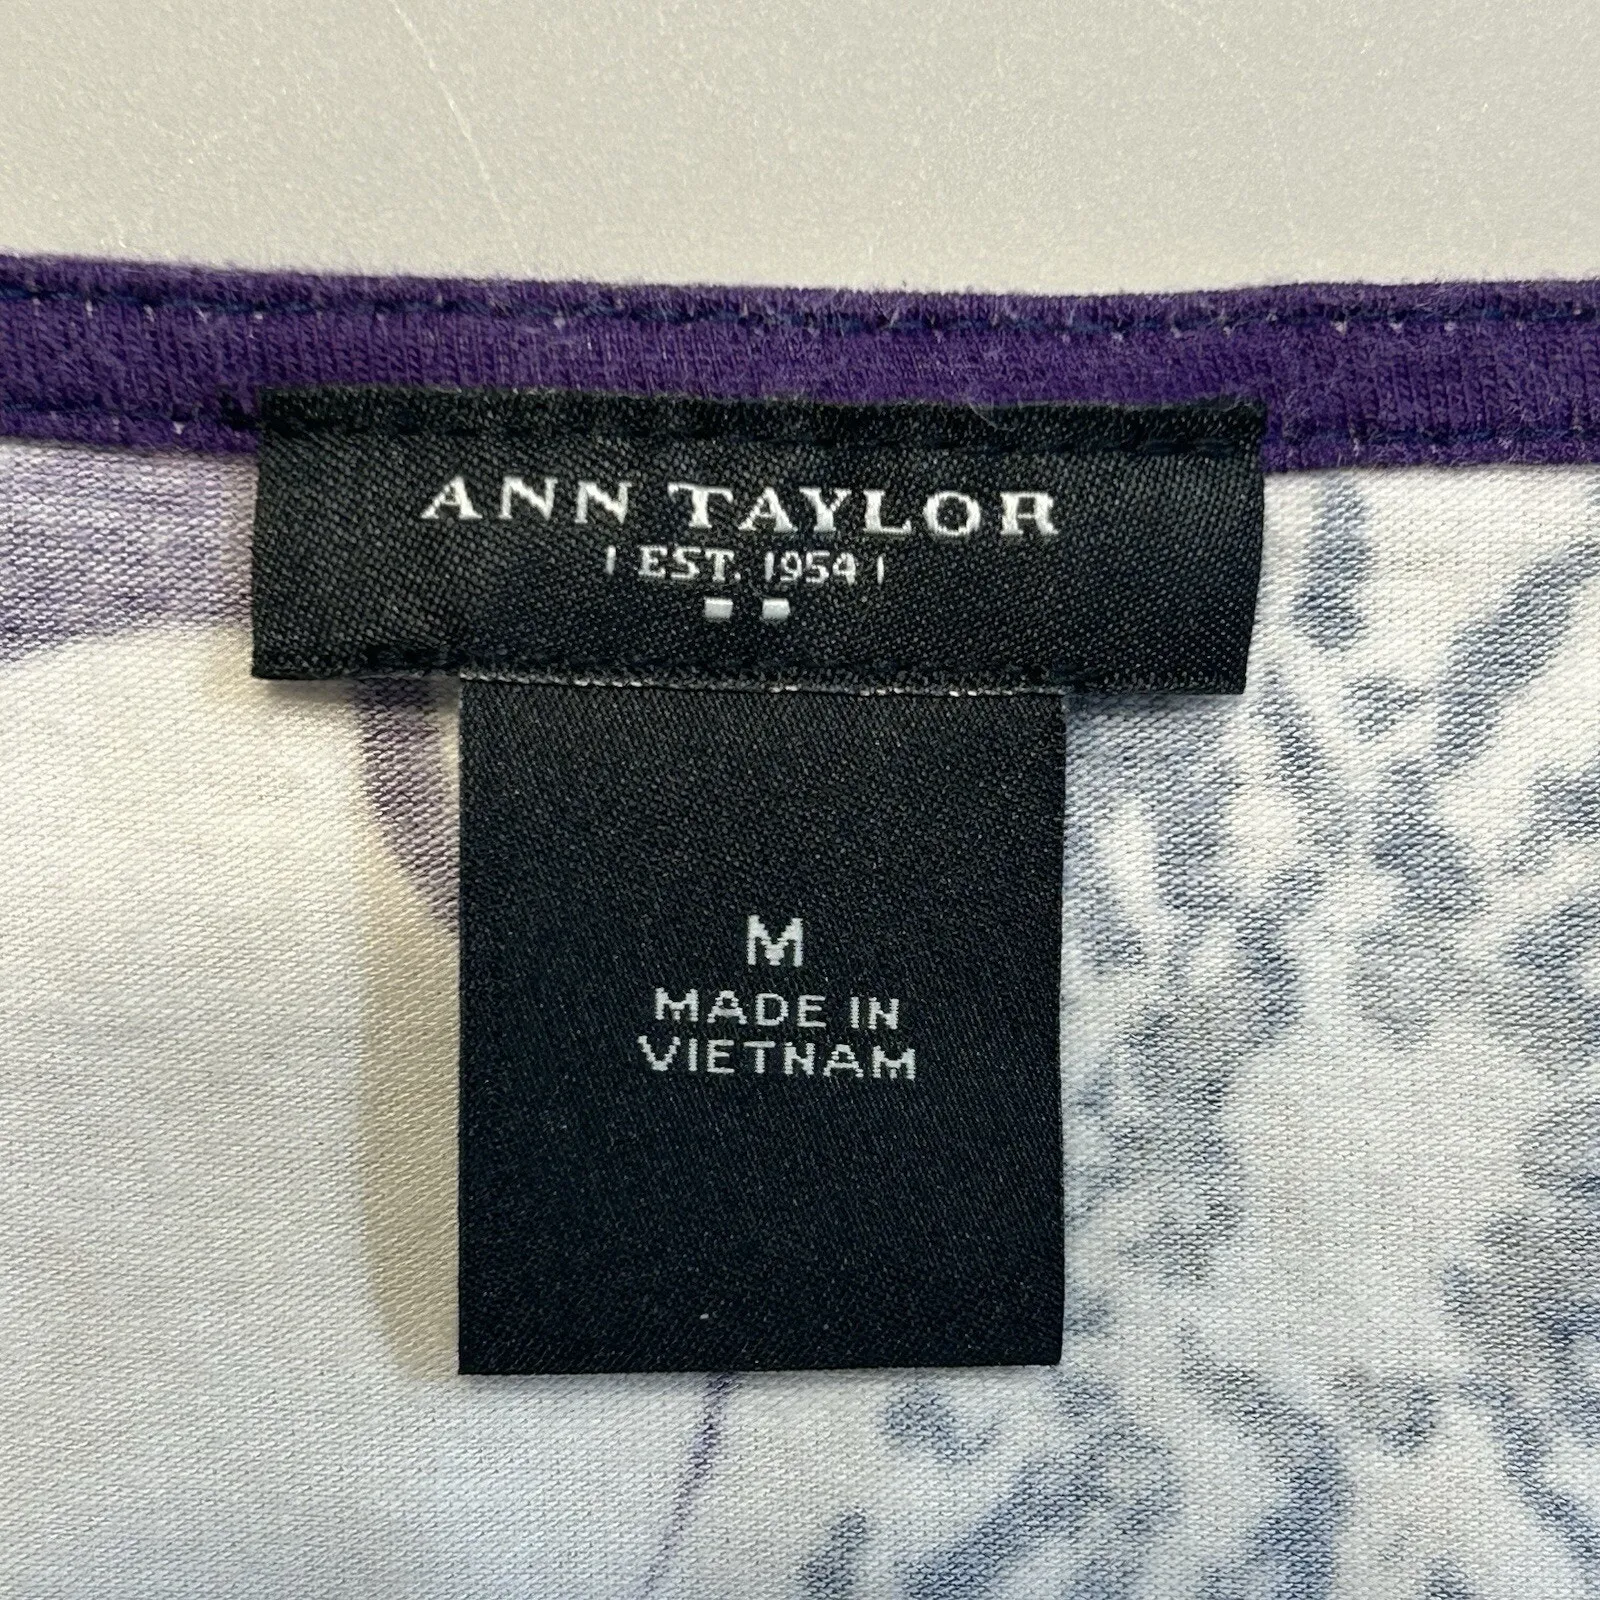 ANN TAYLOR
| EST. 1954 |
M
MADE IN
VIETNAM